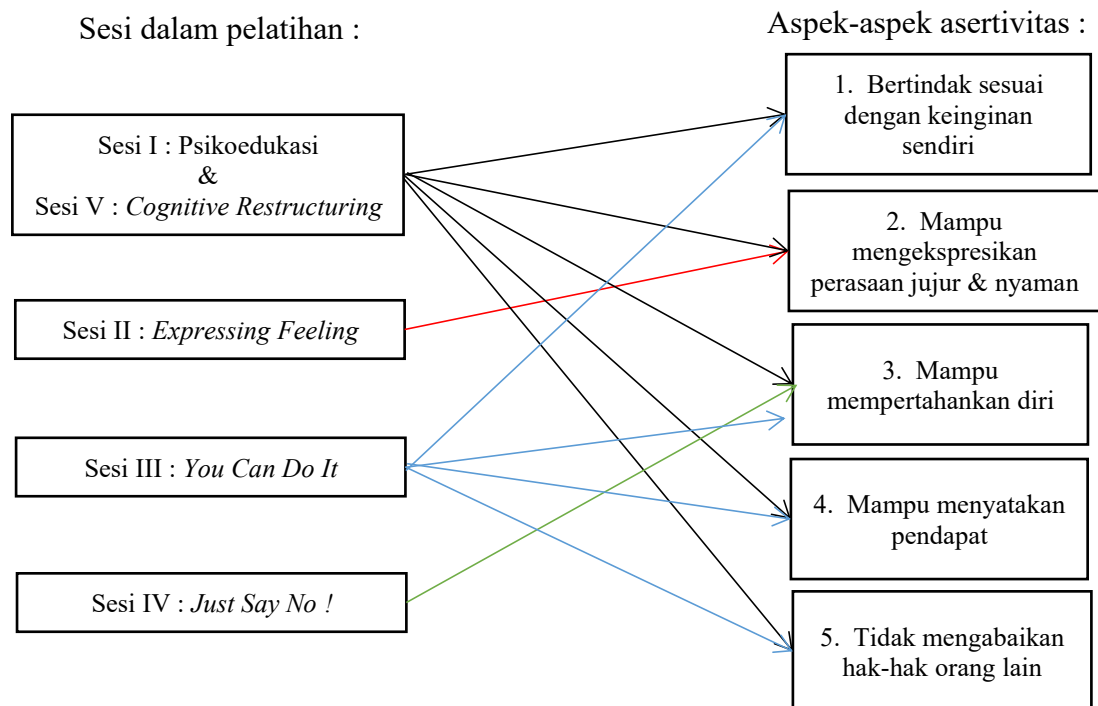 Sesi dalam pelatihan :
Sesi I : Psikoedukasi
&
Sesi V : Cognitive Restructuring
Sesi II : Expressing Feeling
Sesi III : You Can Do It
Sesi IV : Just Say No !
Aspek-aspek asertivitas :
1. Bertindak sesuai
dengan keinginan
sendiri
2. Mampu
mengekspresikan
perasaan jujur & nyaman
3. Mampu
mempertahankan diri
4. Mampu menyatakan
pendapat
5. Tidak mengabaikan
hak-hak orang lain